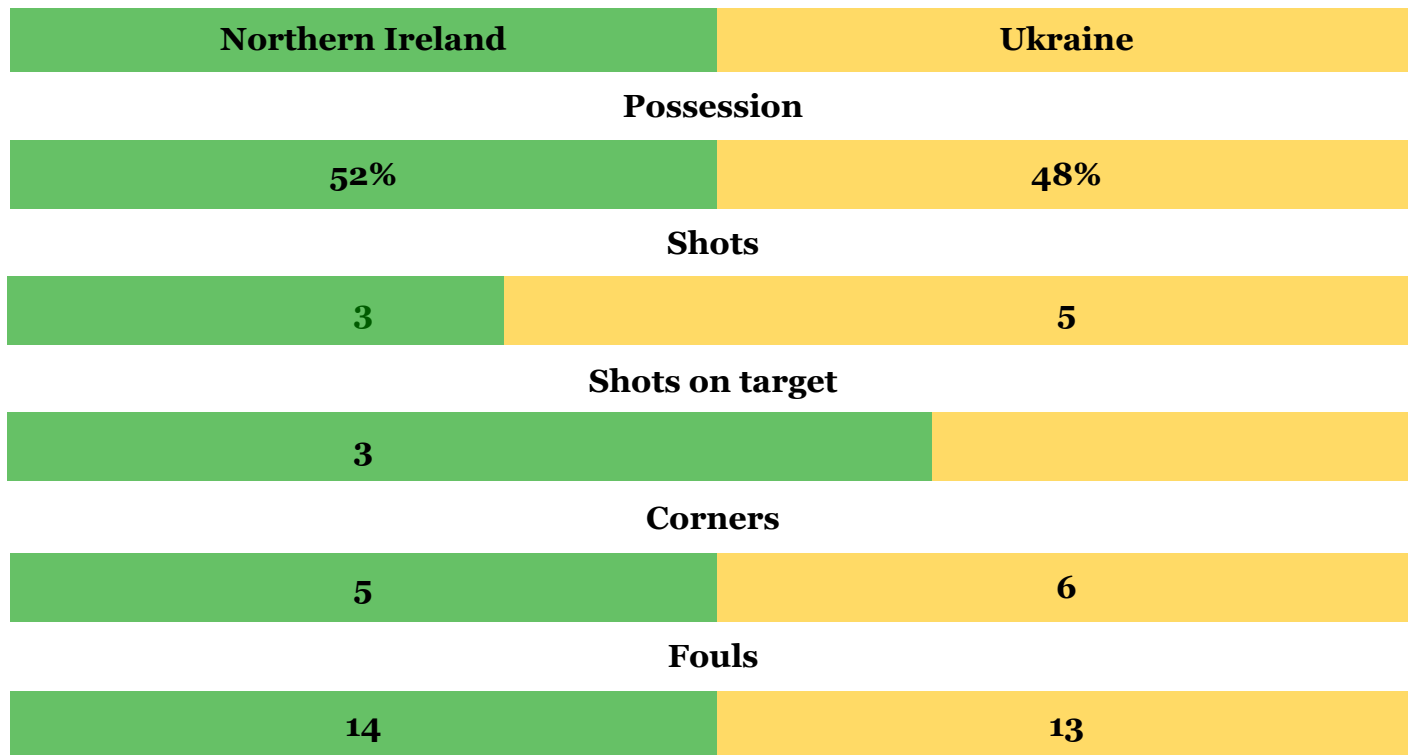 Northern Ireland Ukraine
Possession
52% 48%
Shots
3 5
Shots on target
3
Corners
5 6
Fouls
14 13